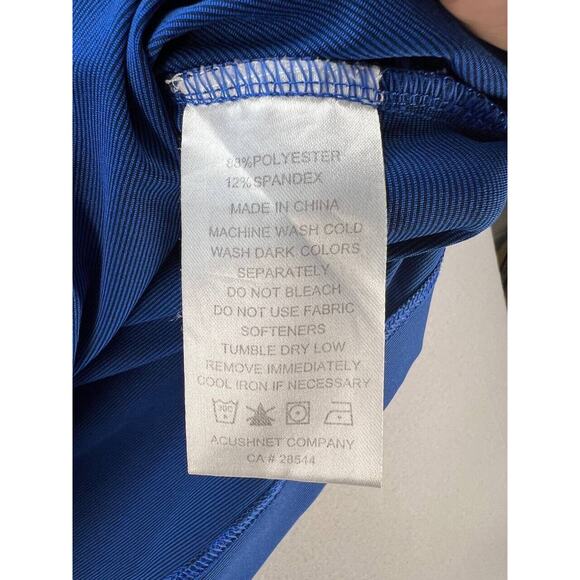 88%POLYESTER
12%SPANDEX
MADE IN CHINA
MACHINE WASH COLD
WASH DARK COLORS
SEPARATELY
DO NOT BLEACH
DO NOT USE FABRIC
SOFTENERS
TUMBLE DRY LOW
REMOVE IMMEDIATELY
COOL IRON IF NECESSARY
30C
ACUSHNET COMPANY
CA # 28544